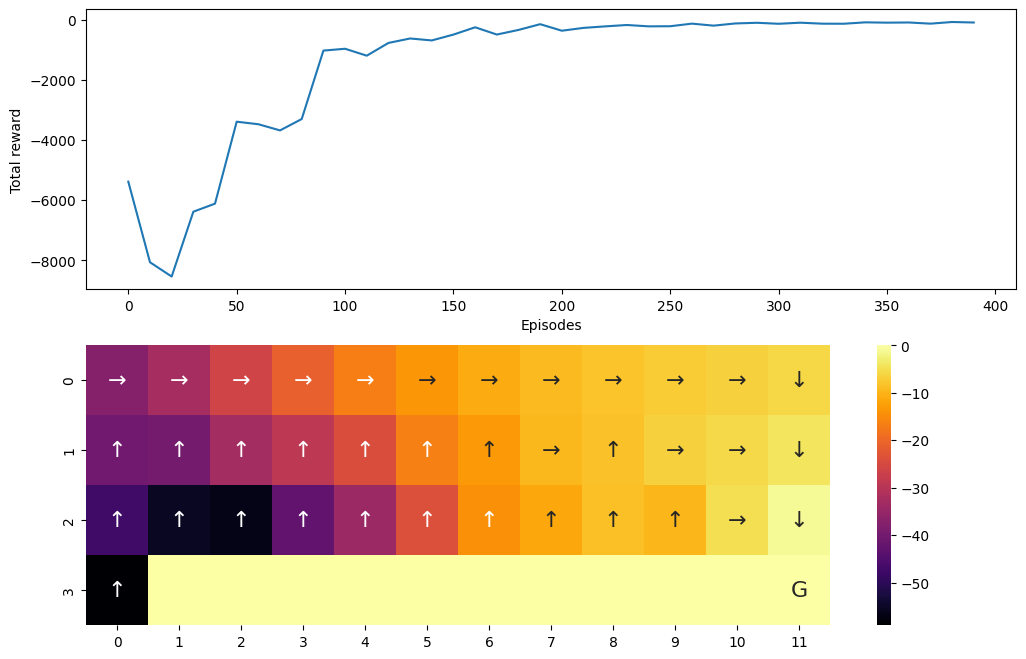 0
−2000
−4000
−6000
−8000
Total reward
0 50 100 150 200 250 300 350 400
Episodes
0 → → → → → → → → → → → ↓
1 ↑ ↑ ↑ ↑ ↑ ↑ ↑ → ↑ → → ↓
2 ↑ ↑ ↑ ↑ ↑ ↑ ↑ ↑ ↑ ↑ → ↓
3 ↑ G
0 1 2 3 4 5 6 7 8 9 10 11
0
−10
−20
−30
−40
−50